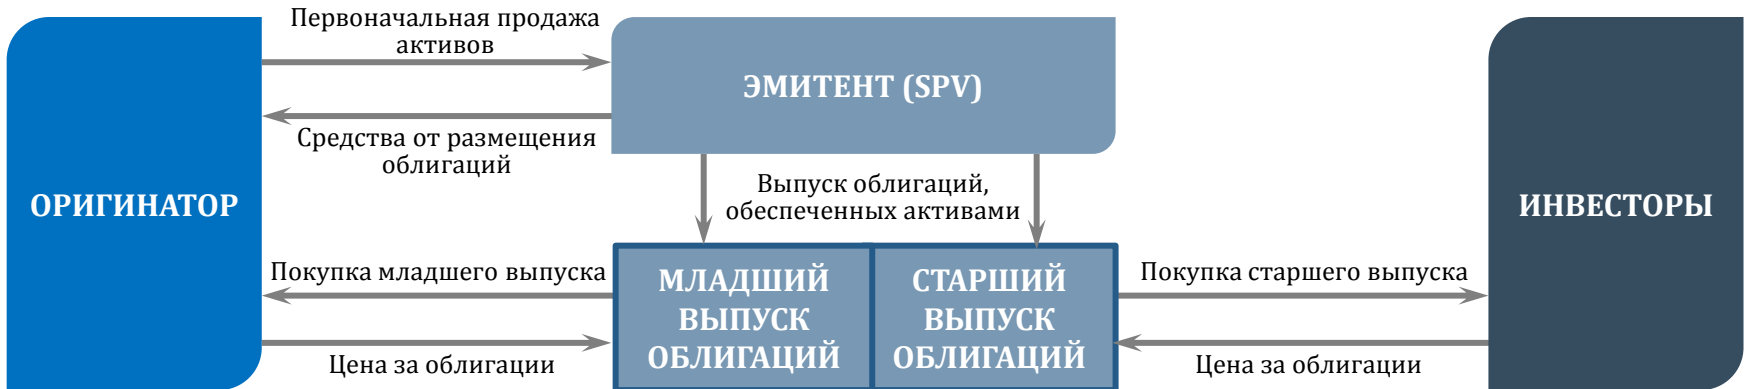 Первоначальная продажа
активов
ЭМИТЕНТ (SPV)
Средства от размещения
облигаций
Выпуск облигаций,
обеспеченных активами
ОРИГИНАТОР
ИНВЕСТОРЫ
Покупка младшего выпуска
МЛАДШИЙ
ВЫПУСК
ОБЛИГАЦИЙ
СТАРШИЙ
ВЫПУСК
ОБЛИГАЦИЙ
Покупка старшего выпуска
Цена за облигации
Цена за облигации